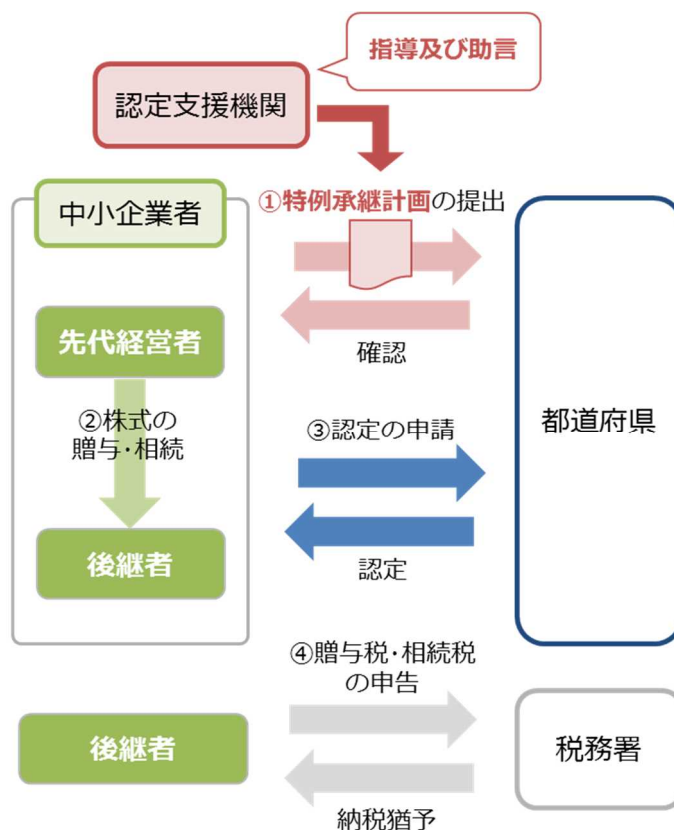 指導及び助言
認定支援機関
①特例承継計画の提出
中小企業者
確認
先代経営者
②株式の
贈与・相続
③認定の申請
都道府県
後継者
認定
④贈与税・相続税
の申告
後継者
税務署
納税猶予